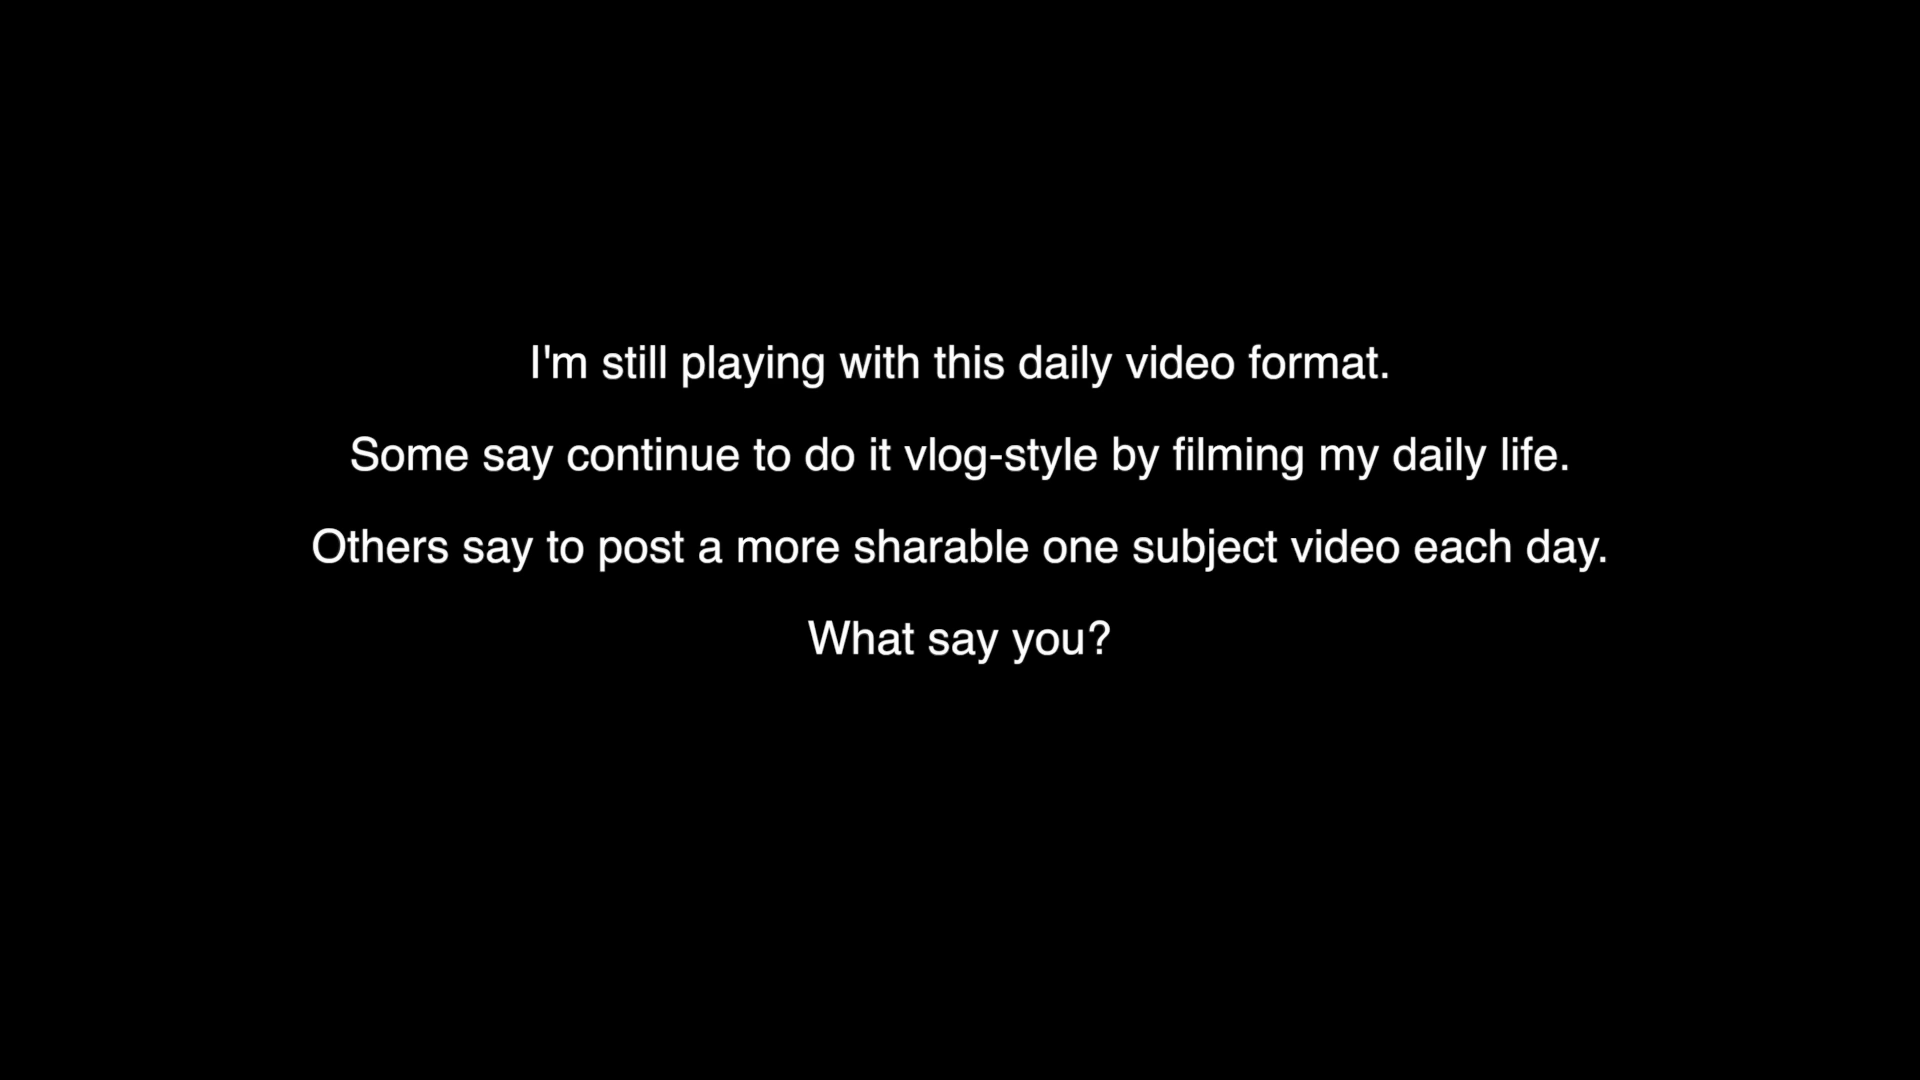 I'm still playing with this daily video format.
Some say continue to do it vlog-style by filming my daily life.
Others say to post a more sharable one subject video each day.
What say you?